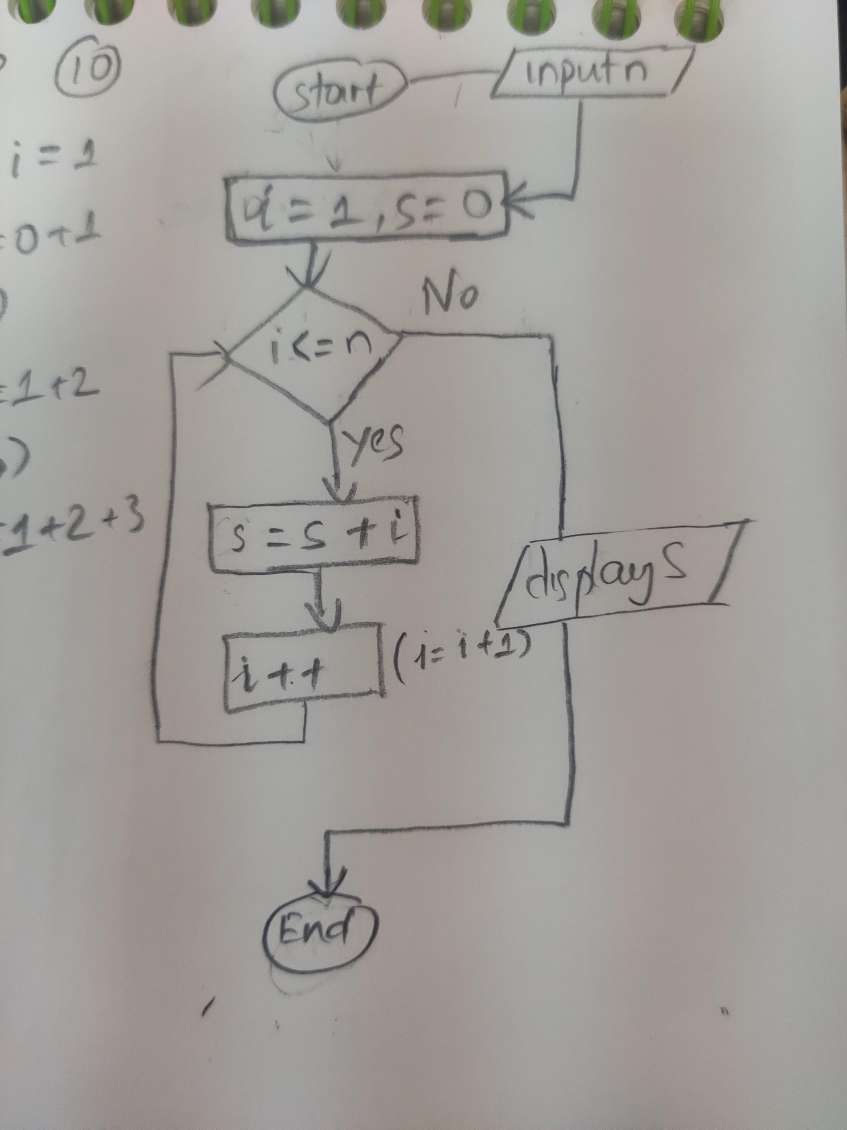 10
start
input n
i = 1
i = 1, s = 0
= 0 + 1
No
i <= n
= 1 + 2
yes
)
= 1 + 2 + 3
s = s + i
display S
i + +
(i = i + 1)
End